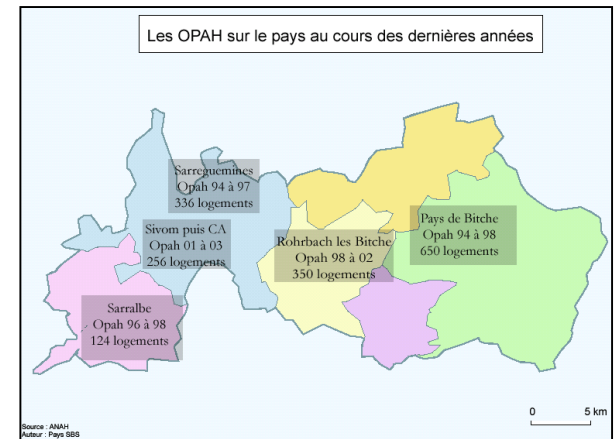 Les OPAH sur le pays au cours des dernières années
Sarreguemines
Opah 94 à 97
336 logements
Sivom puis CA
Opah 01 à 03
256 logements
Pays de Bitche
Opah 94 à 98
650 logements
Rohrbach les Bitche
Opah 98 à 02
350 logements
Sarralbe
Opah 96 à 98
124 logements
0 5 km
Source : ANAH
Auteur : Pays SBS